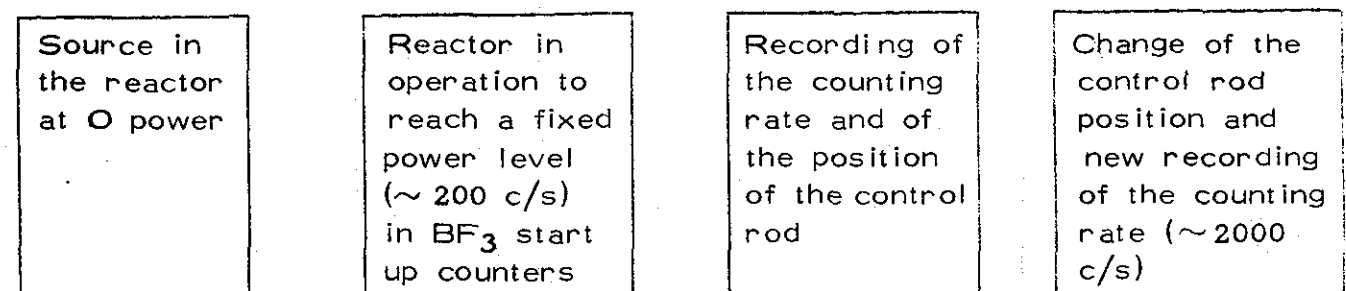 Source in
the reactor
at O power
Reactor in
operation to
reach a fixed
power level
(~ 200 c/s)
in BF3 start
up counters
Recording of
the counting
rate and of
the position
of the control
rod
Change of the
control rod
position and
new recording
of the counting
rate (~ 2000
c/s)